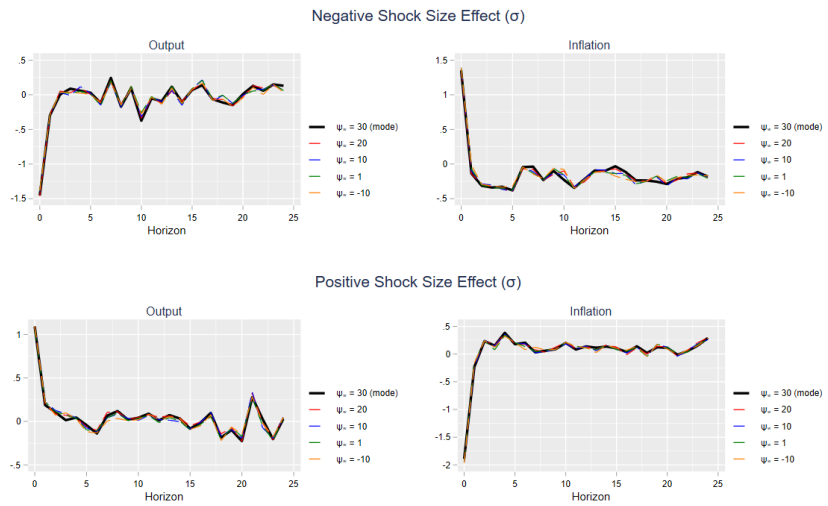 Negative Shock Size Effect (σ)
Output
.5
0
-.5
-1
-1.5
0 5 10 15 20 25
Horizon
ψ∞ = 30 (mode)
ψ∞ = 20
ψ∞ = 10
ψ∞ = 1
ψ∞ = -10
Inflation
1.5
1
.5
0
-.5
0 5 10 15 20 25
Horizon
ψ∞ = 30 (mode)
ψ∞ = 20
ψ∞ = 10
ψ∞ = 1
ψ∞ = -10
Positive Shock Size Effect (σ)
Output
1
.5
0
-.5
0 5 10 15 20 25
Horizon
ψ∞ = 30 (mode)
ψ∞ = 20
ψ∞ = 10
ψ∞ = 1
ψ∞ = -10
Inflation
.5
0
-.5
-1
-1.5
-2
0 5 10 15 20 25
Horizon
ψ∞ = 30 (mode)
ψ∞ = 20
ψ∞ = 10
ψ∞ = 1
ψ∞ = -10